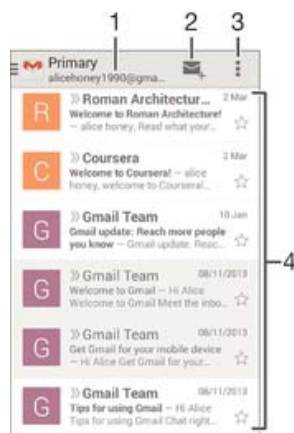 1 2 3
Primary
alicehoney1990@gma...
R
Roman Architectur... 2 Mar
Welcome to Roman Architecture!
— alice honey, Read what your...
C
Coursera 2 Mar
Welcome to Coursera! — alice
honey, welcome to Coursera!...
G
Gmail Team 10 Jan
Gmail update: Reach more people
you know — Gmail update: Reac...
4
G
Gmail Team 08/11/2013
Welcome to Gmail — Hi Alice
Welcome to Gmail Meet the inbo...
G
Gmail Team 08/11/2013
Get Gmail for your mobile device
— Hi Alice Get Gmail for your...
G
Gmail Team 08/11/2013
Tips for using Gmail — Hi Alice
Tips for using Gmail Chat right...